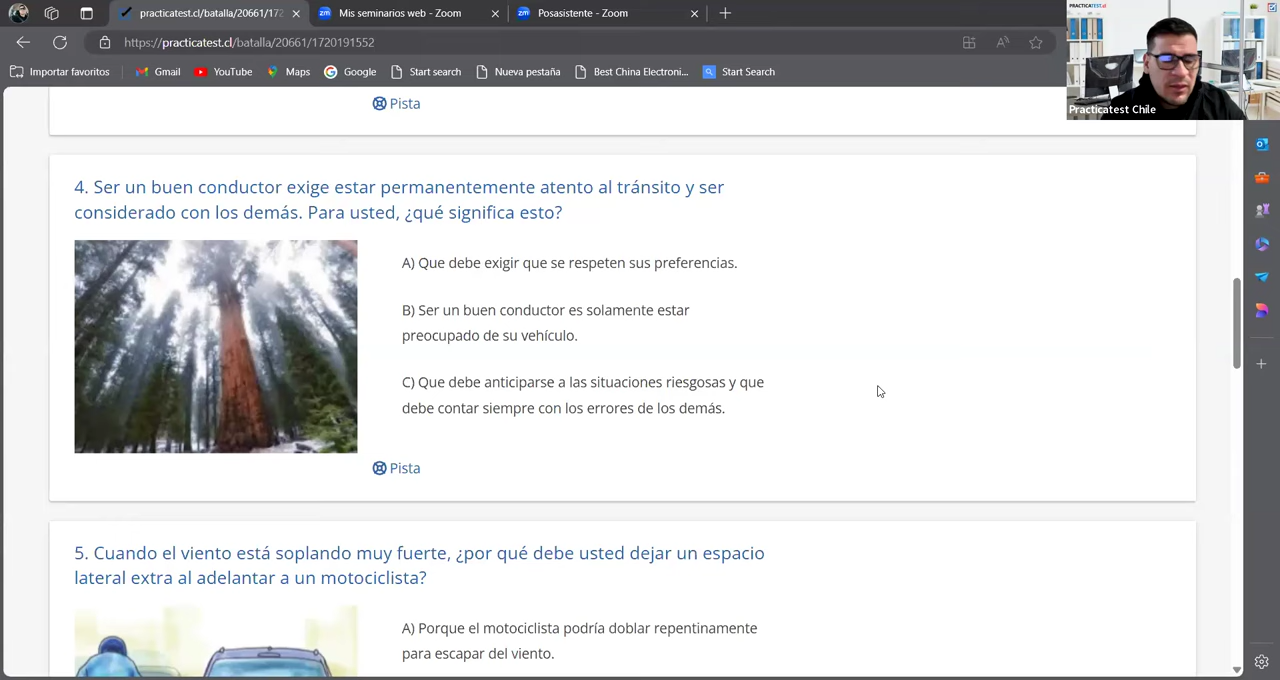 practicatest.cl/batalla/20661/172
Mis seminarios web - Zoom
Posasistente - Zoom
https://practicatest.cl/batalla/20661/1720191552
Importar favoritos
Gmail
YouTube
Maps
Google
Start search
Nueva pestaña
Best China Electroni...
Start Search
PRACTICATEST.cl
Practicatest Chile
Pista
4. Ser un buen conductor exige estar permanentemente atento al tránsito y ser
considerado con los demás. Para usted, ¿qué significa esto?
A) Que debe exigir que se respeten sus preferencias.
B) Ser un buen conductor es solamente estar
preocupado de su vehículo.
C) Que debe anticiparse a las situaciones riesgosas y que
debe contar siempre con los errores de los demás.
Pista
5. Cuando el viento está soplando muy fuerte, ¿por qué debe usted dejar un espacio
lateral extra al adelantar a un motociclista?
A) Porque el motociclista podría doblar repentinamente
para escapar del viento.